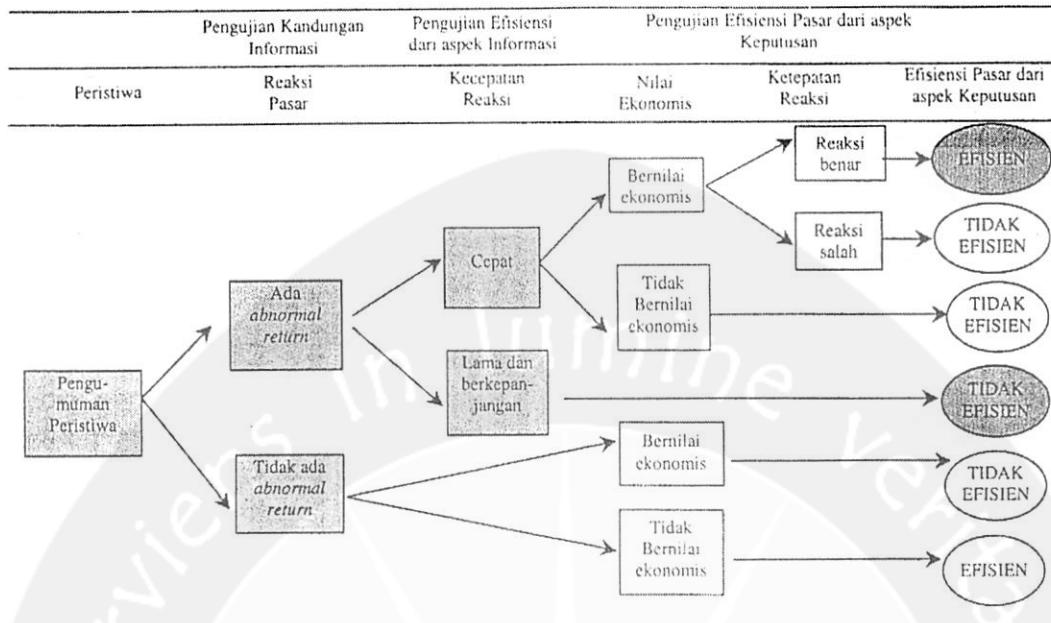 Pengujian Kandungan
Informasi
Pengujian Efisiensi
dari aspek Informasi
Pengujian Efisiensi Pasar dari aspek
Keputusan
Peristiwa
Reaksi
Pasar
Kecepatan
Reaksi
Nilai
Ekonomis
Ketepatan
Reaksi
Efisiensi Pasar dari
aspek Keputusan
Pengu-
muman
Peristiwa
Ada
abnormal
return
Tidak ada
abnormal
return
Cepat
Lama dan
berkepan-
jangan
Bernilai
ekonomis
Tidak
Bernilai
ekonomis
Bernilai
ekonomis
Tidak
Bernilai
ekonomis
Reaksi
benar
Reaksi
salah
EFISIEN
TIDAK
EFISIEN
TIDAK
EFISIEN
TIDAK
EFISIEN
TIDAK
EFISIEN
EFISIEN
in lumine